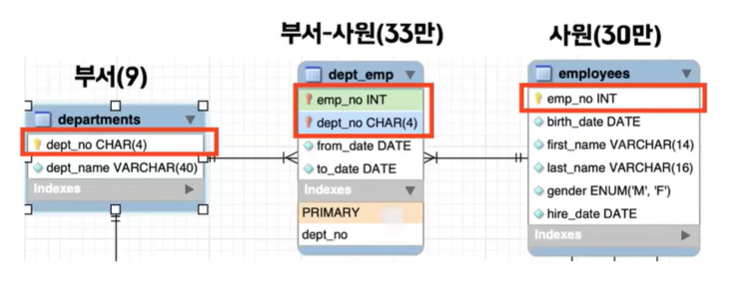 부서(9)
departments
dept_no CHAR(4)
dept_name VARCHAR(40)
Indexes
부서-사원(33만)
dept_emp
emp_no INT
dept_no CHAR(4)
from_date DATE
to_date DATE
Indexes
PRIMARY
dept_no
사원(30만)
employees
emp_no INT
birth_date DATE
first_name VARCHAR(14)
last_name VARCHAR(16)
gender ENUM('M', 'F')
hire_date DATE
Indexes